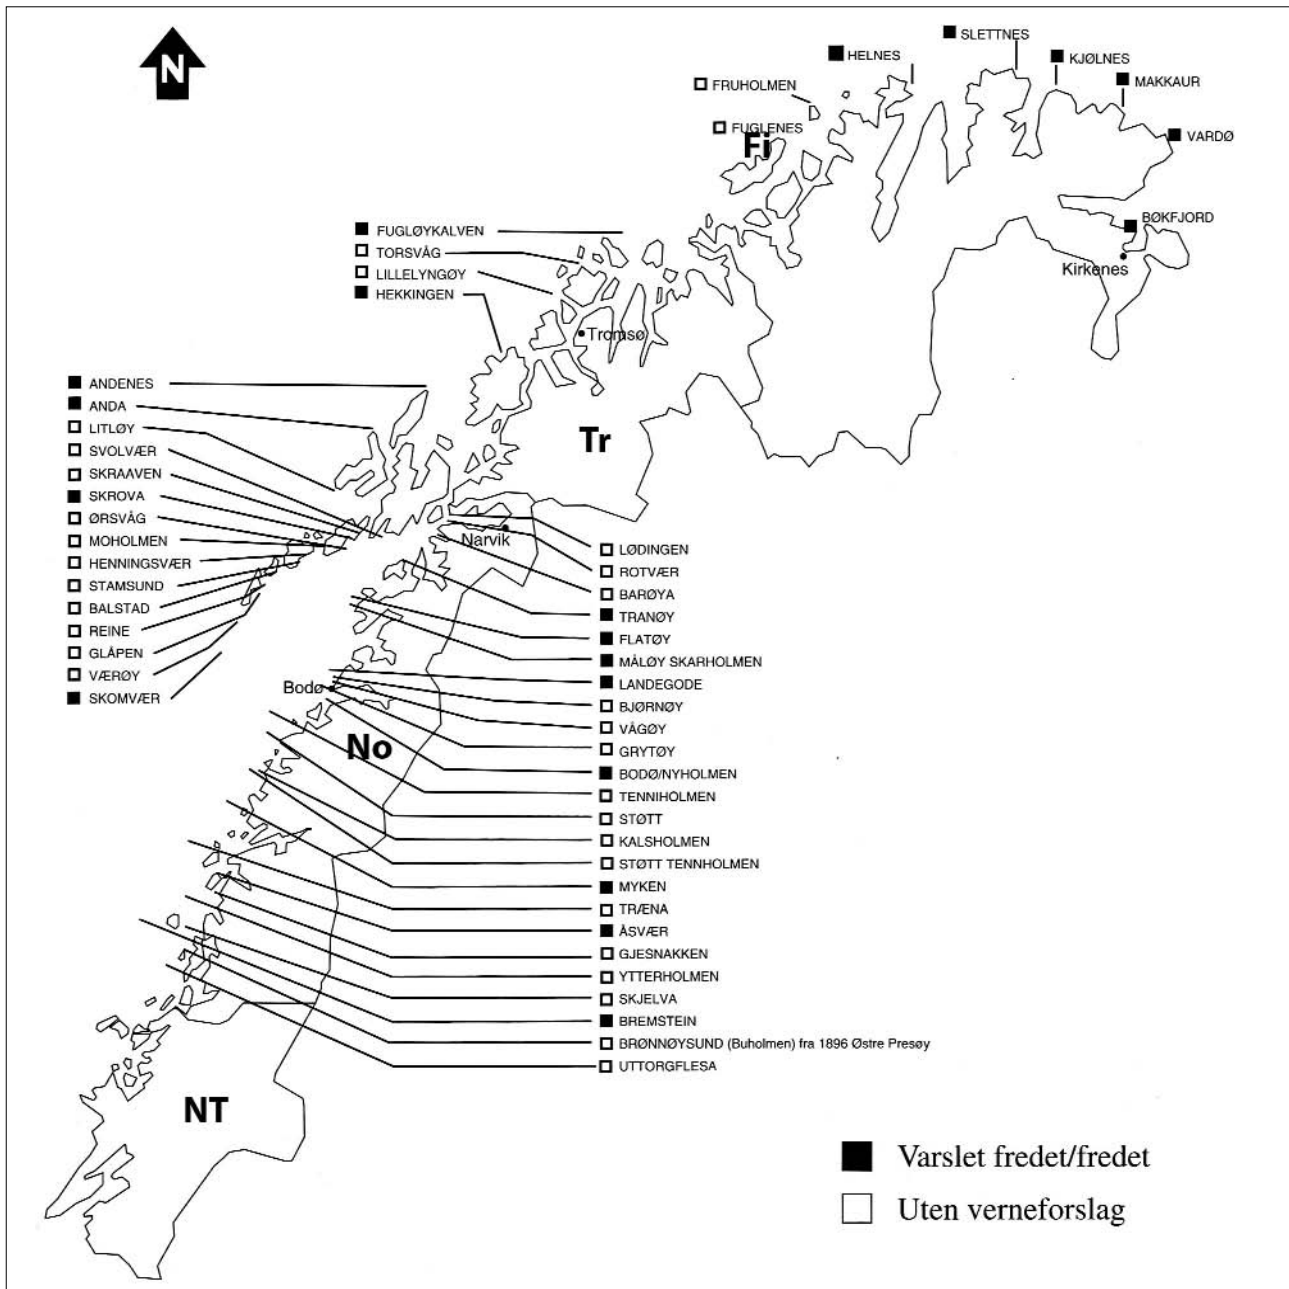 N
SLETTNES
HELNES
KJØLNES
MAKKAUR
FRUHOLMEN
FUGLENES
Fi
VARDØ
BØKFJORD
Kirkenes
FUGLØYKALVEN
TORSVÅG
LILLELYNGØY
HEKKINGEN
Tromsø
Tr
ANDENES
ANDA
LITLØY
SVOLVÆR
SKRAAVEN
SKROVA
ØRSVÅG
MOHOLMEN
HENNINGSVÆR
STAMSUND
BALSTAD
REINE
GLÅPEN
VÆRØY
SKOMVÆR
Narvik
Bodø
No
LØDINGEN
ROTVÆR
BARØYA
TRANØY
FLATØY
MÅLØY SKARHOLMEN
LANDEGODE
BJØRNØY
VÅGØY
GRYTØY
BODØ/NYHOLMEN
TENNIHOLMEN
STØTT
KALSHOLMEN
STØTT TENNHOLMEN
MYKEN
TRÆNA
ÅSVÆR
GJESNAKKEN
YTTERHOLMEN
SKJELVA
BREMSTEIN
BRØNNØYSUND (Buholmen) fra 1896 Østre Presøy
UTTORGFLESA
NT
Varslet fredet/fredet
Uten verneforslag